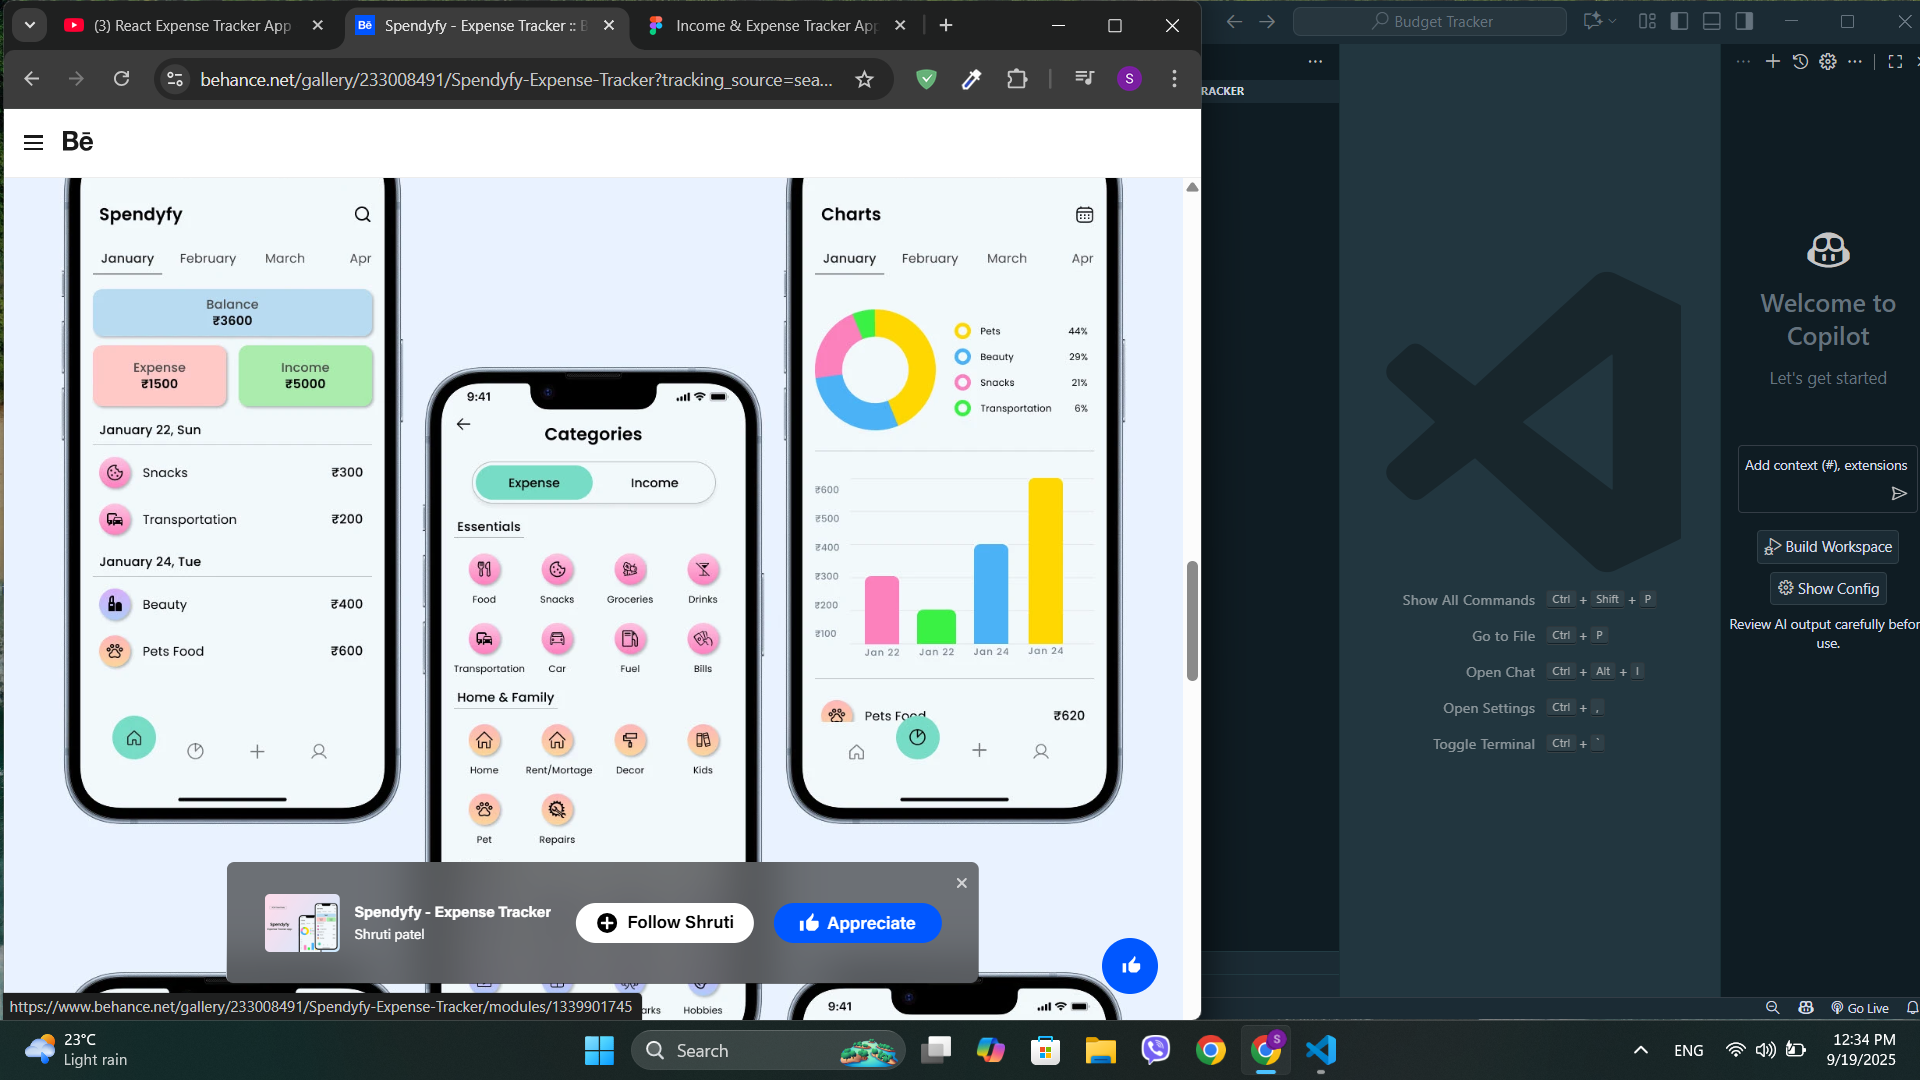 (3) React Expense Tracker App
Bē Spendyfy - Expense Tracker ::
Income & Expense Tracker App
behance.net/gallery/233008491/Spendyfy-Expense-Tracker?tracking_source=sea...
S
Bē
Spendyfy
January February March Apr
Balance
₹3600
Expense
₹1500
Income
₹5000
January 22, Sun
Snacks ₹300
Transportation ₹200
January 24, Tue
Beauty ₹400
Pets Food ₹600
9:41
Categories
Expense Income
Essentials
Food Snacks Groceries Drinks
Transportation Car Fuel Bills
Home & Family
Home Rent/Mortage Decor Kids
Pet Repairs
arks Hobbies
Charts
January February March Apr
Pets 44%
Beauty 29%
Snacks 21%
Transportation 6%
₹600
₹500
₹400
₹300
₹200
₹100
Jan 22 Jan 22 Jan 24 Jan 24
Pets Food ₹620
9:41
Spendyfy - Expense Tracker
Shruti patel
Follow Shruti
Appreciate
https://www.behance.net/gallery/233008491/Spendyfy-Expense-Tracker/modules/1339901745
Budget Tracker
RACKER
Show All Commands Ctrl + Shift + P
Go to File Ctrl + P
Open Chat Ctrl + Alt + I
Open Settings Ctrl + ,
Toggle Terminal Ctrl + `
Welcome to
Copilot
Let's get started
Add context (#), extensions
Build Workspace
Show Config
Review AI output carefully befor
use.
Go Live
23°C
Light rain
Search
S
ENG
12:34 PM
9/19/2025